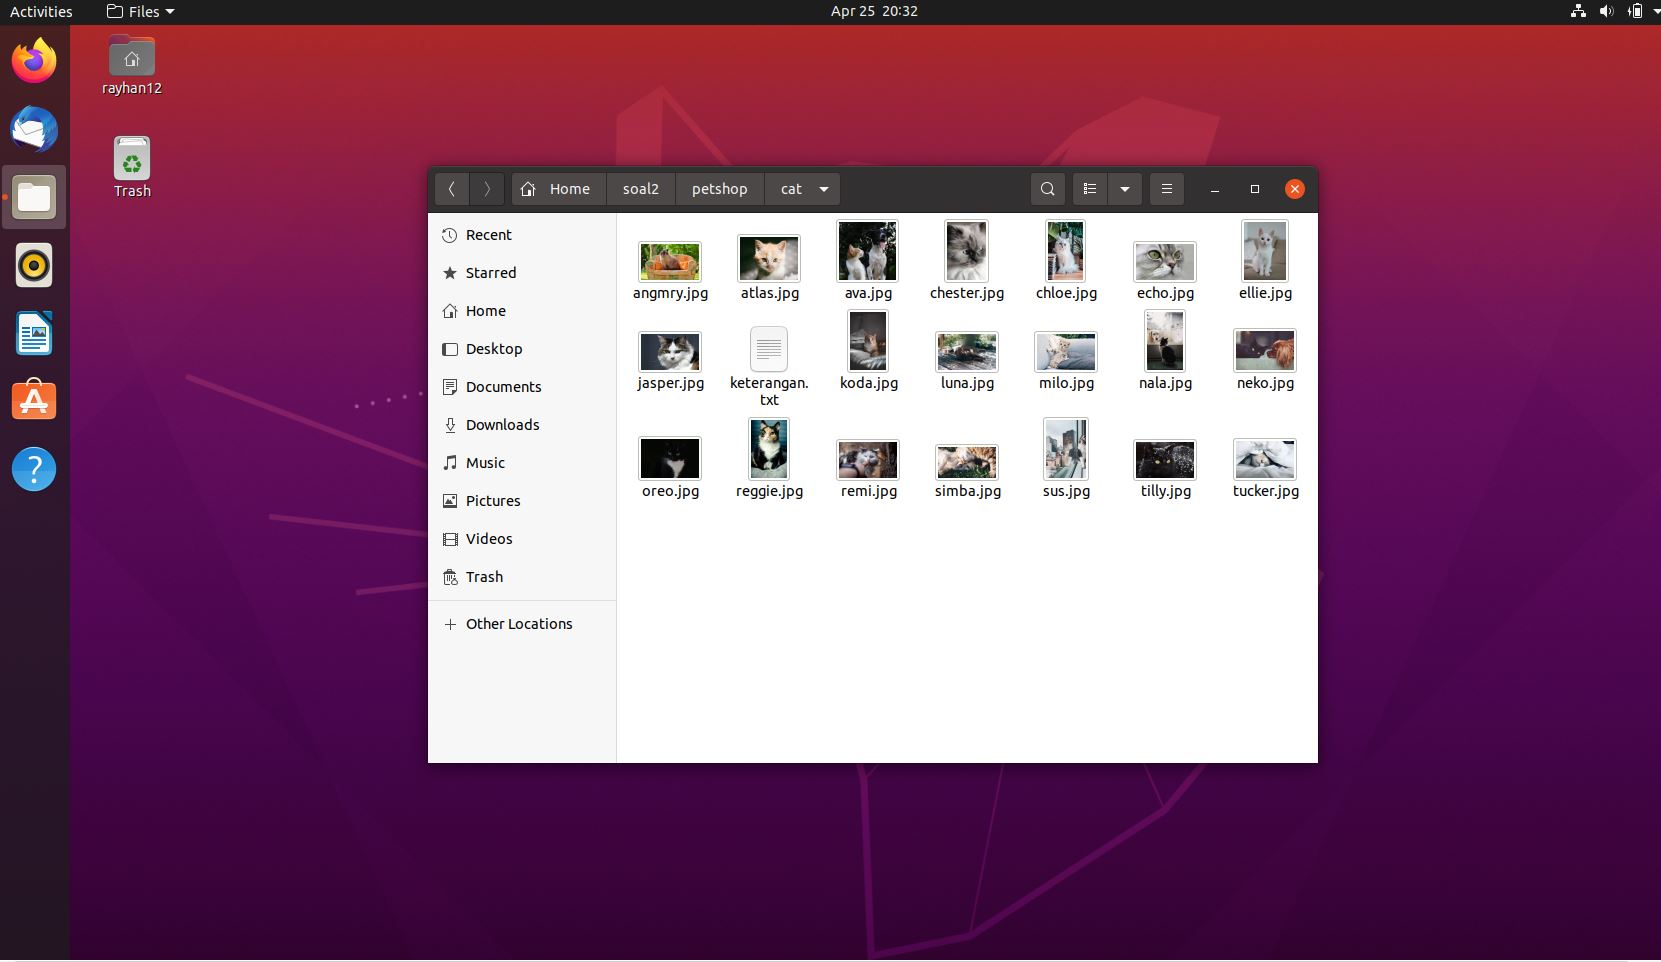 Activities
Files
Apr 25 20:32
rayhan12
Trash
Home
soal2
petshop
cat
Recent
Starred
Home
Desktop
Documents
Downloads
Music
Pictures
Videos
Trash
Other Locations
angmry.jpg
atlas.jpg
ava.jpg
chester.jpg
chloe.jpg
echo.jpg
ellie.jpg
jasper.jpg
keterangan.
txt
koda.jpg
luna.jpg
milo.jpg
nala.jpg
neko.jpg
oreo.jpg
reggie.jpg
remi.jpg
simba.jpg
sus.jpg
tilly.jpg
tucker.jpg